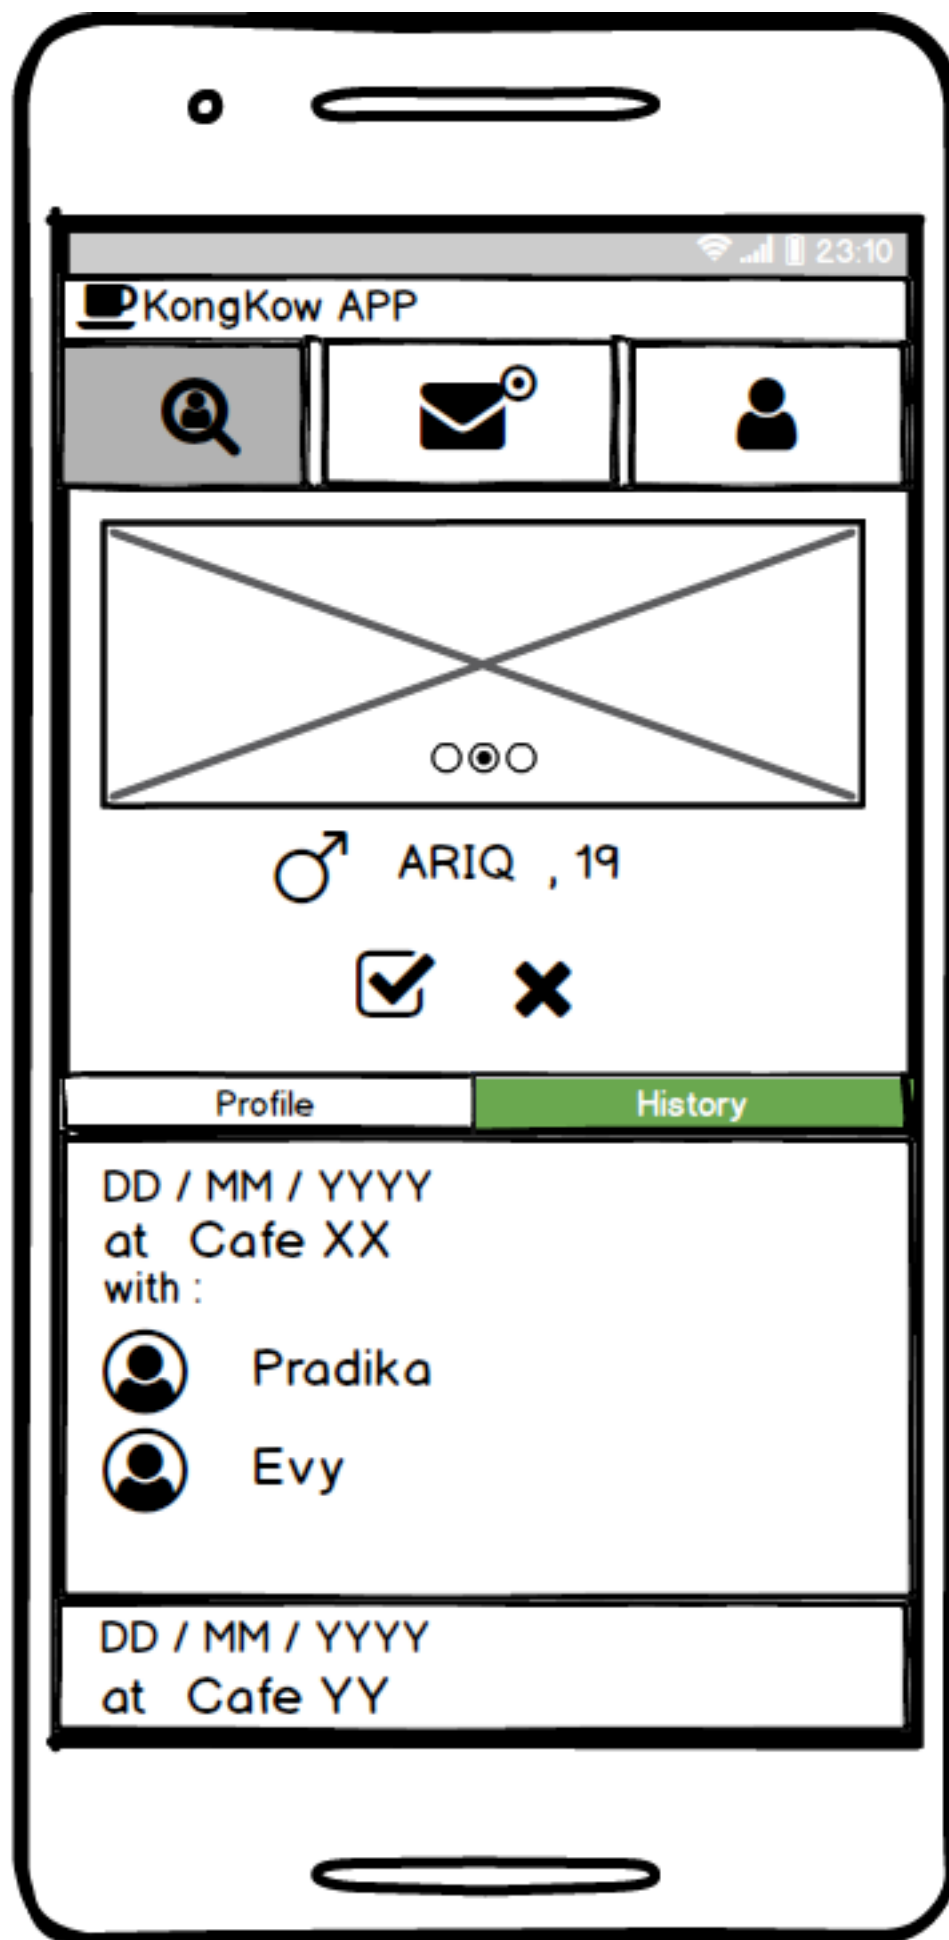 23:10
KongKow APP
ARIQ , 19
Profile
History
DD / MM / YYYY
at Cafe XX
with :
Pradika
Evy
DD / MM / YYYY
at Cafe YY